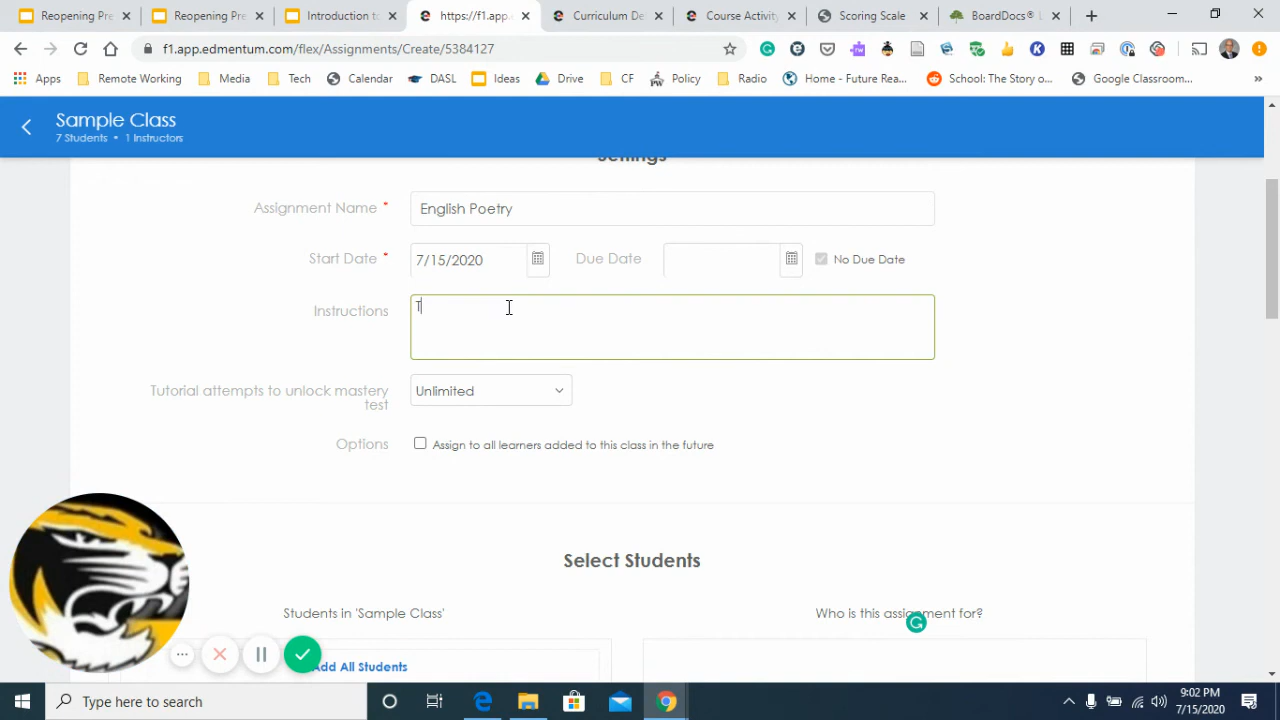 Reopening Pre
Reopening Pre
Introduction to
https://f1.app.e
Curriculum De
Course Activity
Scoring Scale
BoardDocs® L
f1.app.edmentum.com/flex/Assignments/Create/5384127
Apps
Remote Working
Media
Tech
Calendar
DASL
Ideas
Drive
CF
Policy
Radio
Home - Future Rea...
School: The Story o...
Google Classroom...
Sample Class
7 Students • 1 Instructors
Settings
Assignment Name *
English Poetry
Start Date *
7/15/2020
Due Date
No Due Date
Instructions
T
Tutorial attempts to unlock mastery
test
Unlimited
Options
Assign to all learners added to this class in the future
Select Students
Students in 'Sample Class'
Who is this assignment for?
Add All Students
Type here to search
9:02 PM
7/15/2020